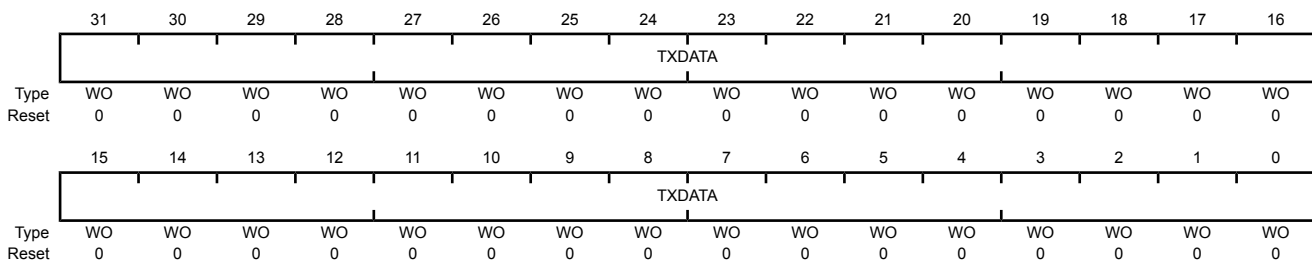 31 30 29 28 27 26 25 24 23 22 21 20 19 18 17 16
TXDATA
Type WO WO WO WO WO WO WO WO WO WO WO WO WO WO WO WO
Reset 0 0 0 0 0 0 0 0 0 0 0 0 0 0 0 0
15 14 13 12 11 10 9 8 7 6 5 4 3 2 1 0
TXDATA
Type WO WO WO WO WO WO WO WO WO WO WO WO WO WO WO WO
Reset 0 0 0 0 0 0 0 0 0 0 0 0 0 0 0 0